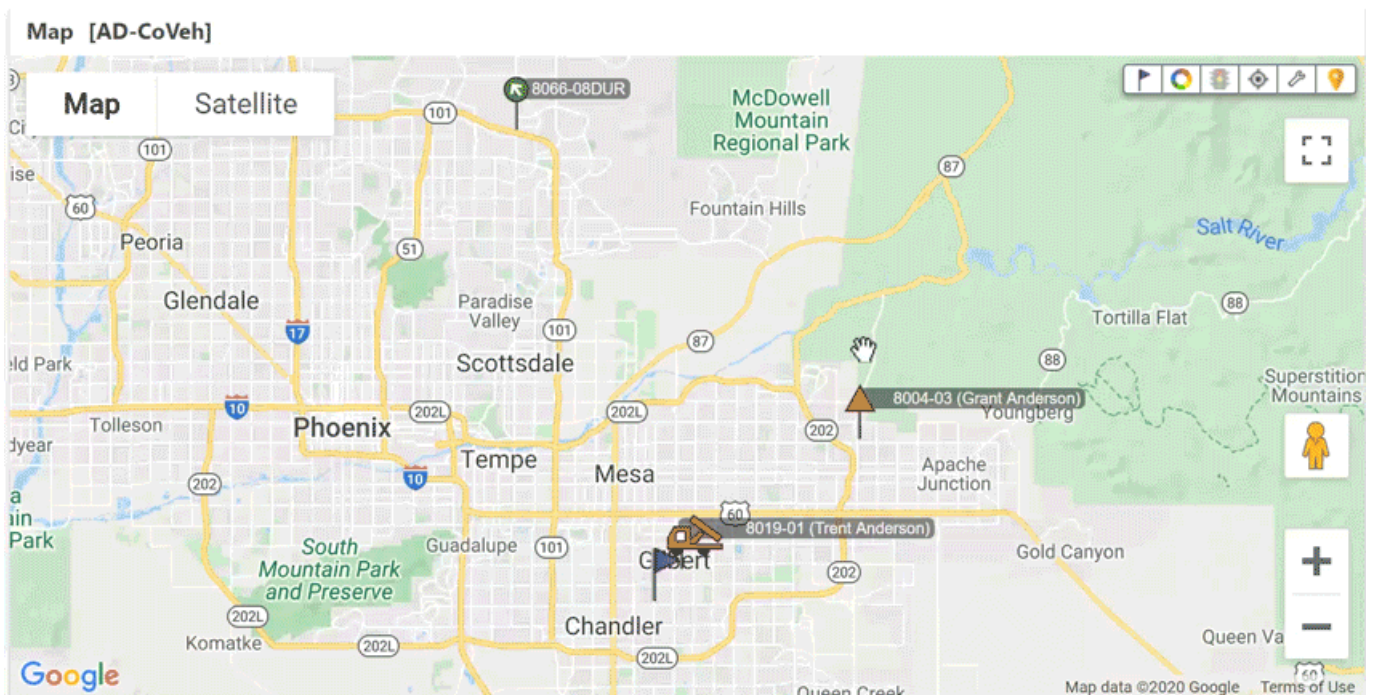 Map [AD-CoVeh]
Map
Satellite
8066-08DUR
McDowell
Mountain
Regional Park
101
101
87
60
Fountain Hills
Salt River
Peoria
51
Glendale
Paradise
Valley
88
Tortilla Flat
17
101
87
Scottsdale
88
Superstition
Mountains
10
8004-03 (Grant Anderson)
Youngberg
Tolleson
Phoenix
202L
202L
202
Tempe
Mesa
Apache
Junction
10
202
60
8019-01 (Trent Anderson)
South
Mountain Park
and Preserve
Guadalupe
101
Gold Canyon
202
202L
Chandler
Komatke
202L
202L
Queen Va
60
Google
Queen Creek
Map data ©2020 Google
Terms of Use